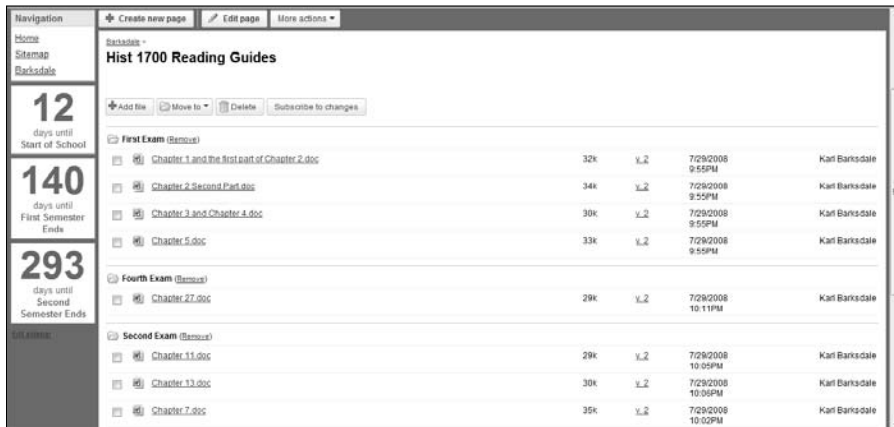 Navigation
Create new page Edit page More actions
Home
Sitemap
Barksdale
12
days until
Start of School
140
days until
First Semester
Ends
293
days until
Second
Semester Ends
Barksdale
Hist 1700 Reading Guides
Add file Move to Delete Subscribe to changes
First Exam (Remove)
Chapter 1 and the first part of Chapter 2.doc 32k v. 2 7/29/2008 Karl Barksdale
9:55PM
Chapter 2 Second Part.doc 34k v. 2 7/29/2008 Karl Barksdale
9:55PM
Chapter 3 and Chapter 4.doc 30k v. 2 7/29/2008 Karl Barksdale
9:55PM
Chapter 5.doc 33k v. 2 7/29/2008 Karl Barksdale
9:55PM
Fourth Exam (Remove)
Chapter 27.doc 29k v. 2 7/29/2008 Karl Barksdale
10:11PM
Second Exam (Remove)
Chapter 11.doc 29k v. 2 7/29/2008 Karl Barksdale
10:05PM
Chapter 13.doc 30k v. 2 7/29/2008 Karl Barksdale
10:06PM
Chapter 7.doc 35k v. 2 7/29/2008 Karl Barksdale
10:02PM